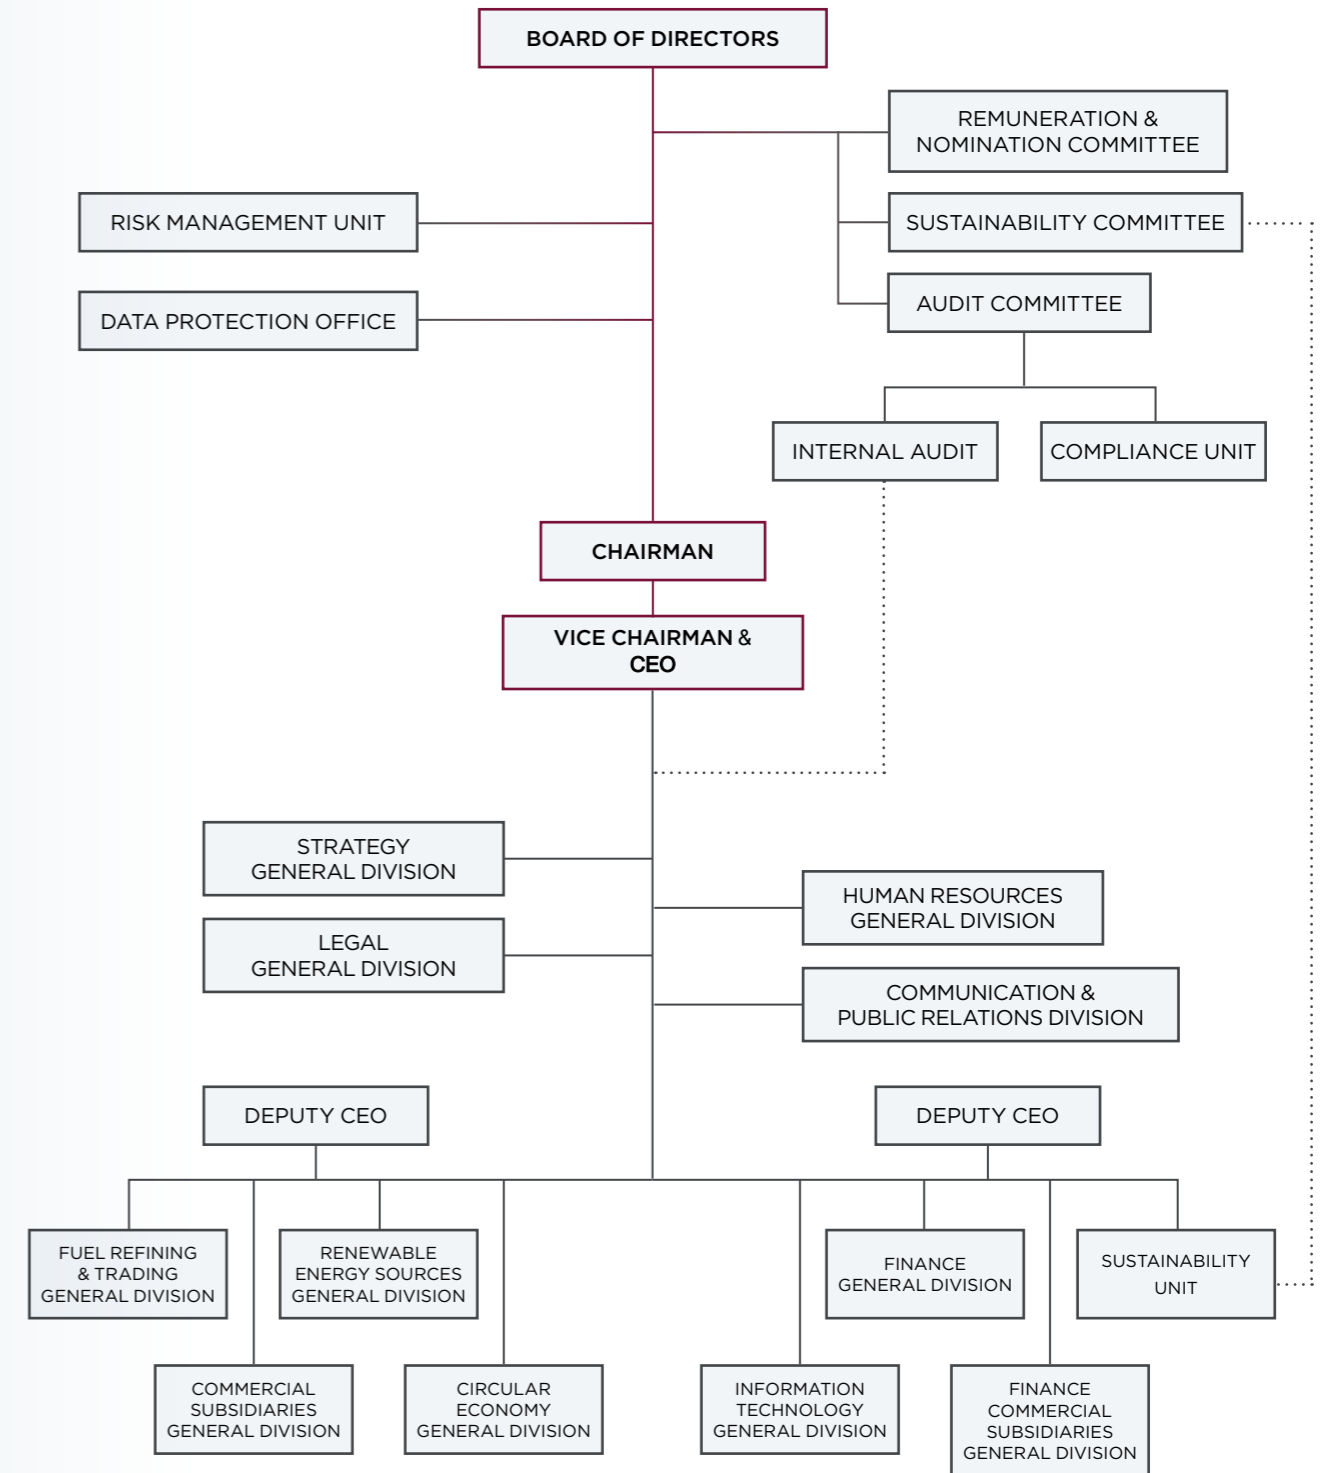 BOARD OF DIRECTORS
REMUNERATION &
NOMINATION COMMITTEE
RISK MANAGEMENT UNIT
SUSTAINABILITY COMMITTEE
DATA PROTECTION OFFICE
AUDIT COMMITTEE
INTERNAL AUDIT
COMPLIANCE UNIT
CHAIRMAN
VICE CHAIRMAN &
CEO
STRATEGY
GENERAL DIVISION
HUMAN RESOURCES
GENERAL DIVISION
LEGAL
GENERAL DIVISION
COMMUNICATION &
PUBLIC RELATIONS DIVISION
DEPUTY CEO
DEPUTY CEO
FUEL REFINING
& TRADING
GENERAL DIVISION
RENEWABLE
ENERGY SOURCES
GENERAL DIVISION
FINANCE
GENERAL DIVISION
SUSTAINABILITY
UNIT
COMMERCIAL
SUBSIDIARIES
GENERAL DIVISION
CIRCULAR
ECONOMY
GENERAL DIVISION
INFORMATION
TECHNOLOGY
GENERAL DIVISION
FINANCE
COMMERCIAL
SUBSIDIARIES
GENERAL DIVISION